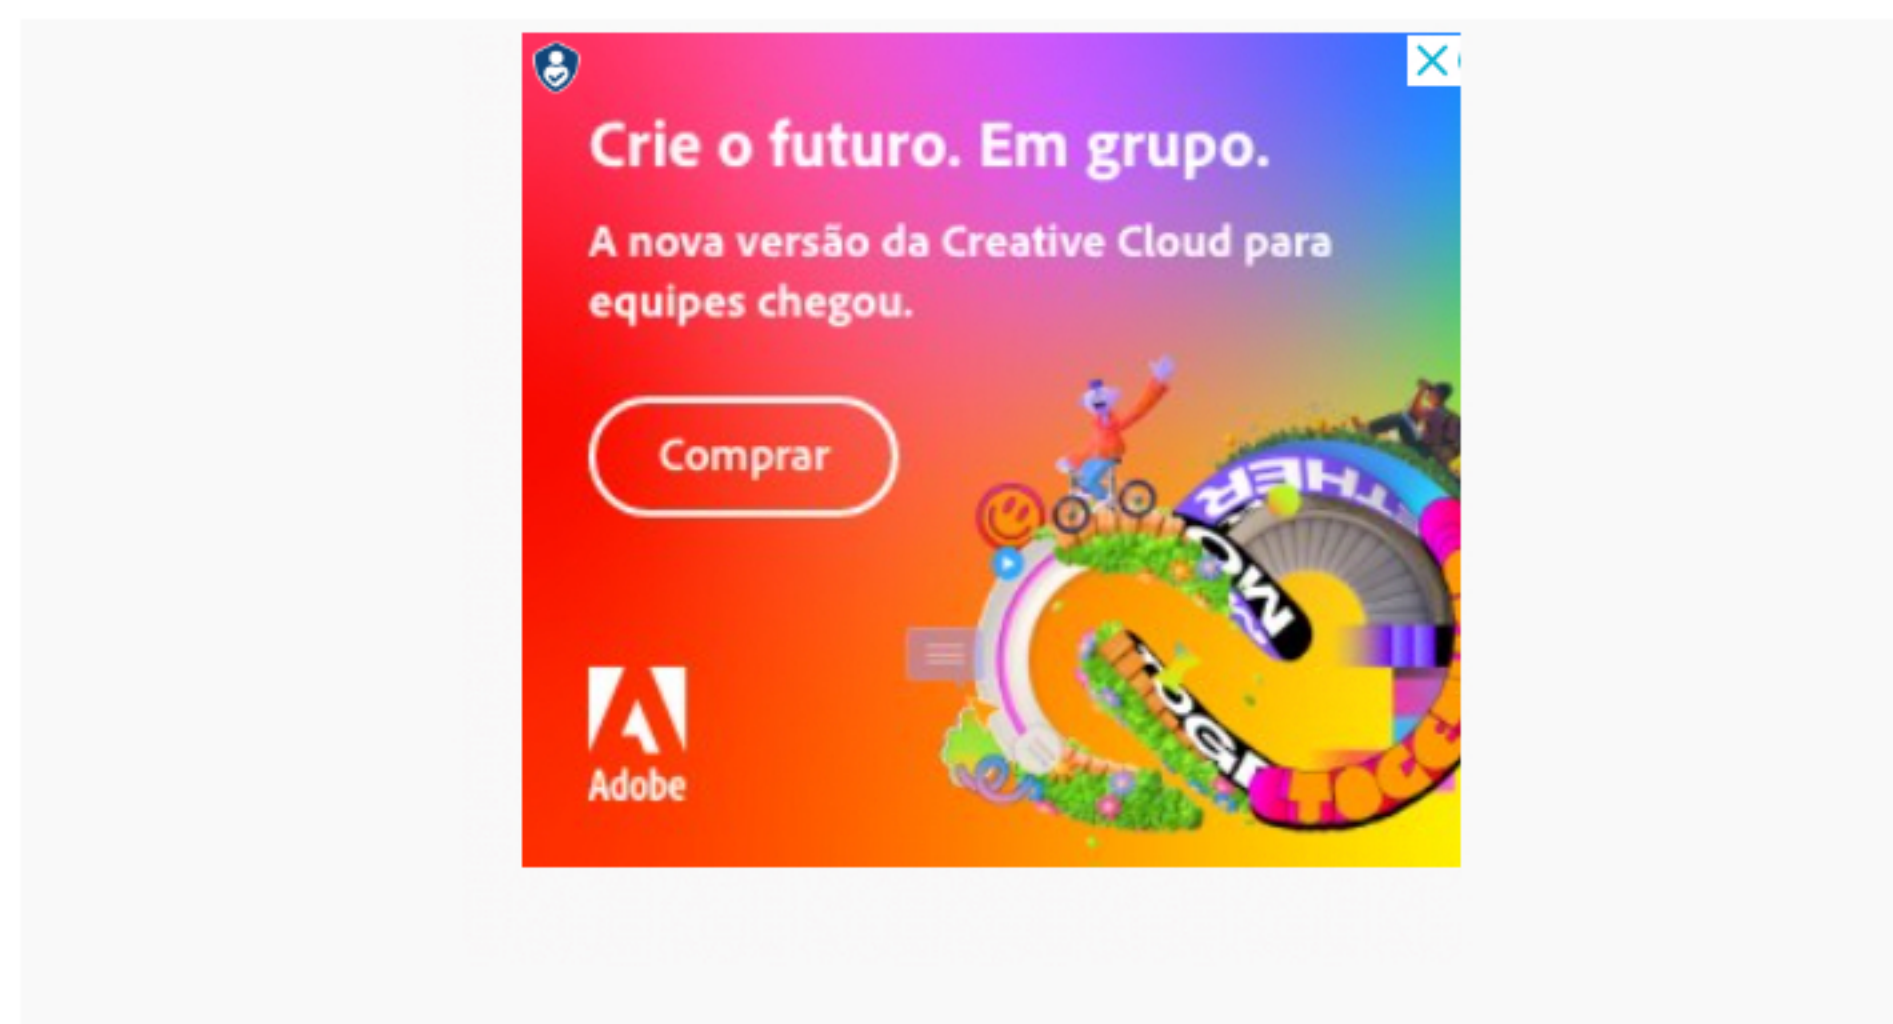 Crie o futuro. Em grupo.
A nova versão da Creative Cloud para
equipes chegou.
Comprar
Adobe